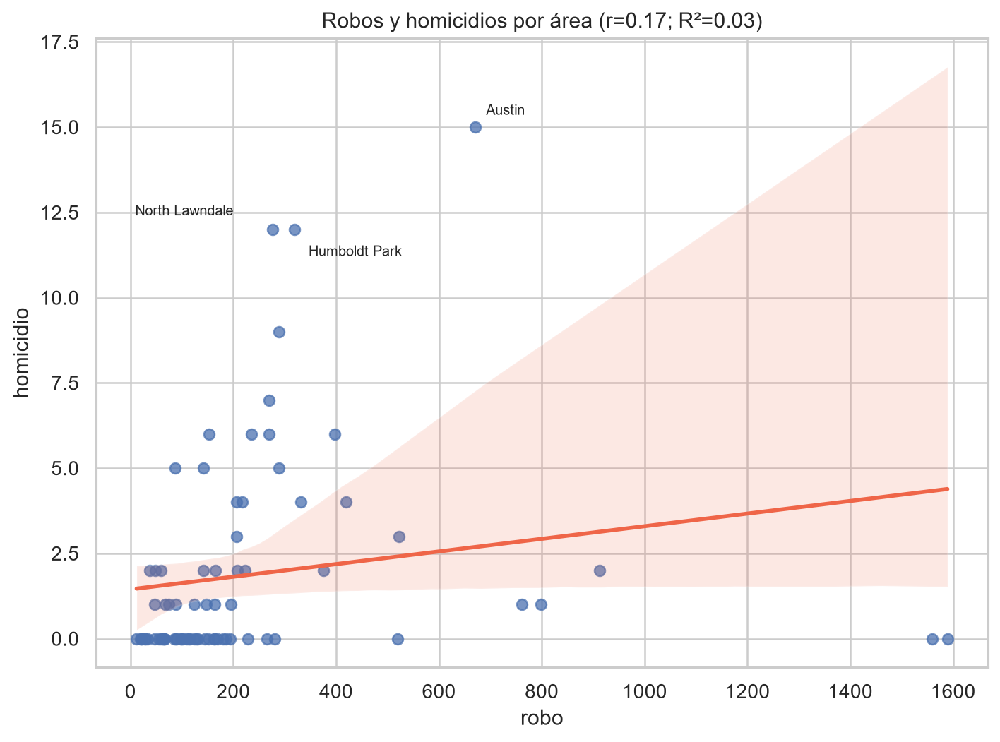 Robos y homicidios por área (r=0.17; R²=0.03)
17.5
15.0
12.5
10.0
7.5
5.0
2.5
0.0
homicidio
Austin
North Lawndale
Humboldt Park
0 200 400 600 800 1000 1200 1400 1600
robo